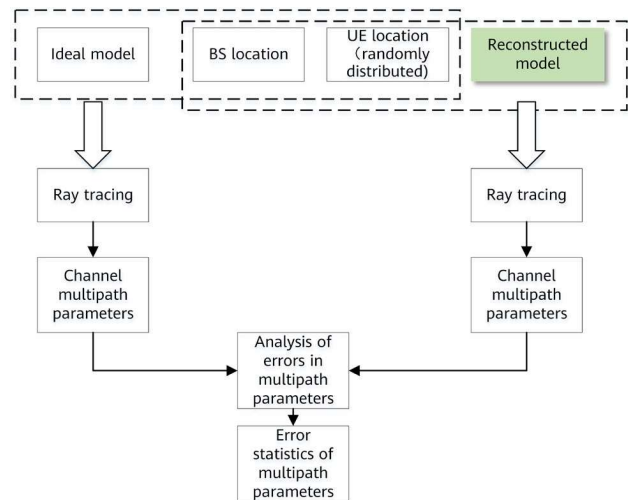 Ideal model
BS location
UE location
（randomly
distributed)
Reconstructed
model
Ray tracing
Ray tracing
Channel
multipath
parameters
Channel
multipath
parameters
Analysis of
errors in
multipath
parameters
Error
statistics of
multipath
parameters